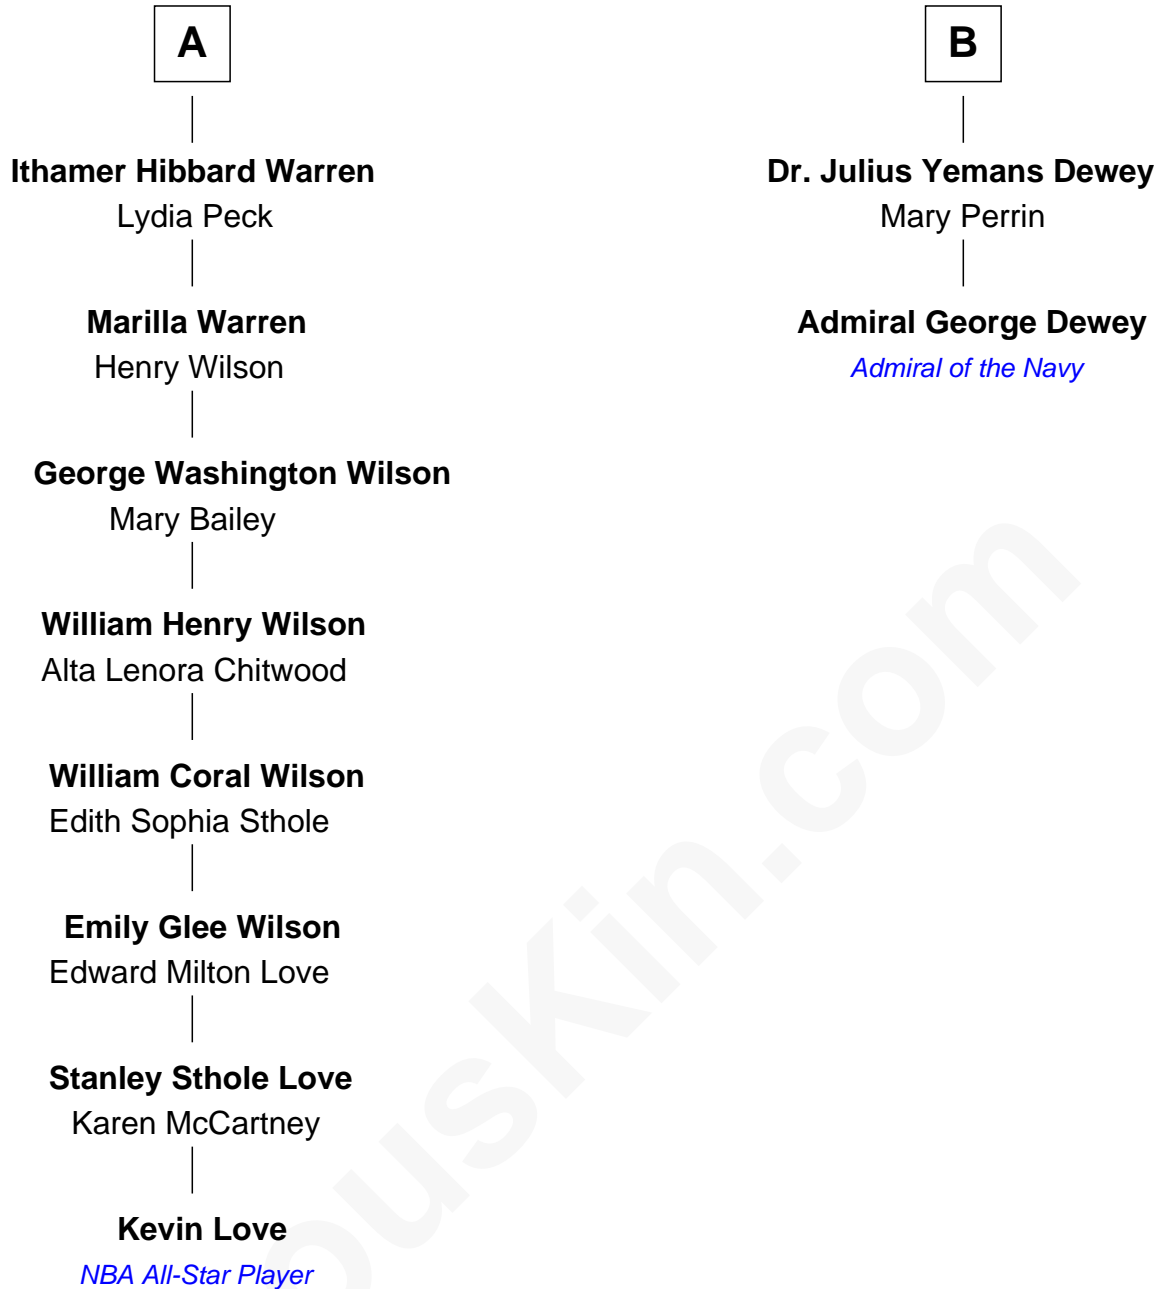 A
Ithamer Hibbard Warren
Lydia Peck
Marilla Warren
Henry Wilson
George Washington Wilson
Mary Bailey
William Henry Wilson
Alta Lenora Chitwood
William Coral Wilson
Edith Sophia Sthole
Emily Glee Wilson
Edward Milton Love
Stanley Sthole Love
Karen McCartney
Kevin Love
NBA All-Star Player
B
Dr. Julius Yemans Dewey
Mary Perrin
Admiral George Dewey
Admiral of the Navy
ouskin.com